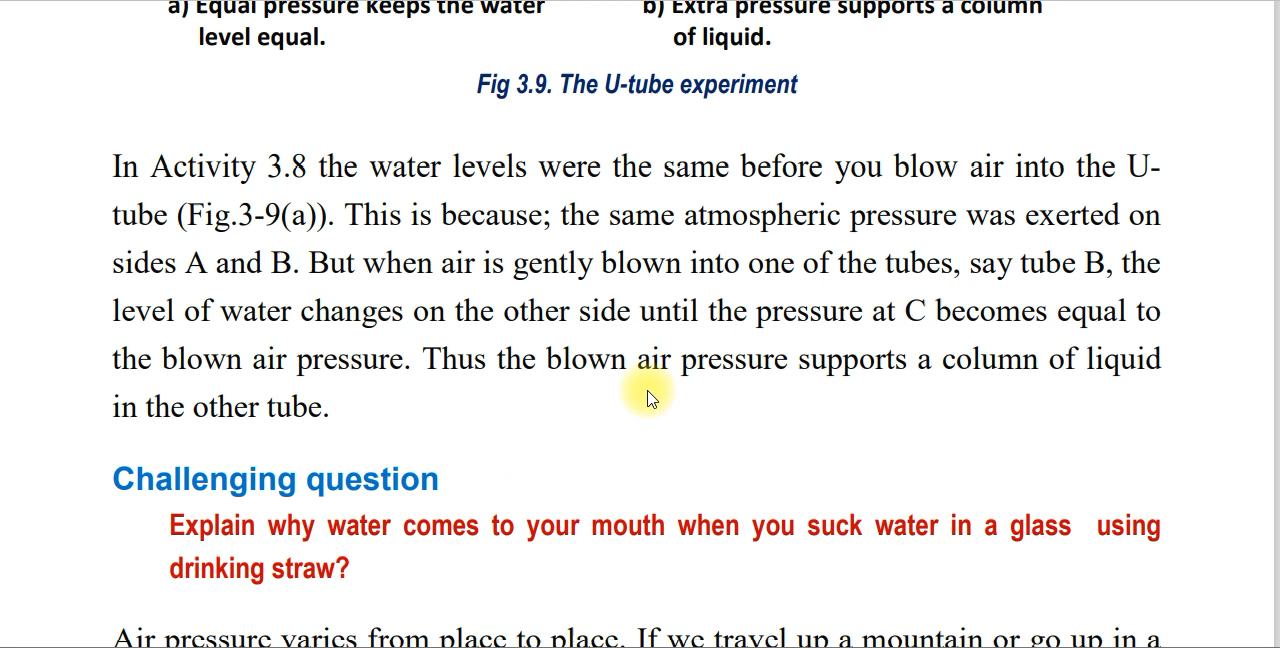 a) Equal pressure keeps the water b) Extra pressure supports a column
level equal. of liquid.
Fig 3.9. The U-tube experiment
In Activity 3.8 the water levels were the same before you blow air into the U-
tube (Fig.3-9(a)). This is because; the same atmospheric pressure was exerted on
sides A and B. But when air is gently blown into one of the tubes, say tube B, the
level of water changes on the other side until the pressure at C becomes equal to
the blown air pressure. Thus the blown air pressure supports a column of liquid
in the other tube.
Challenging question
Explain why water comes to your mouth when you suck water in a glass using
drinking straw?
Air pressure varies from place to place. If we travel up a mountain or go up in a